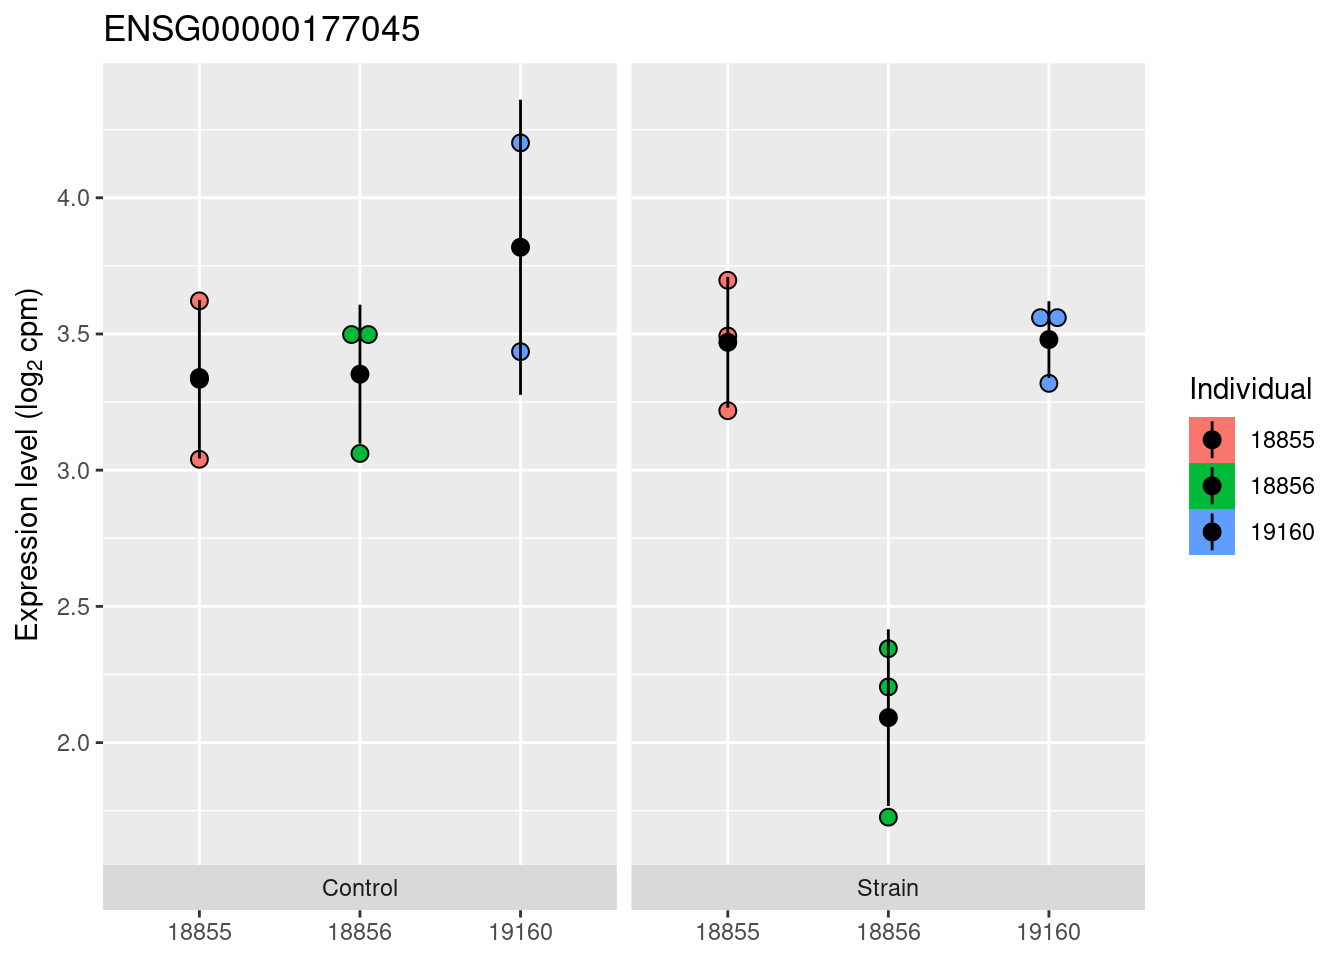 ENSG00000177045
Expression level (log₂ cpm)
4.0
3.5
3.0
2.5
2.0
Control
Strain
18855
18856
19160
18855
18856
19160
Individual
18855
18856
19160